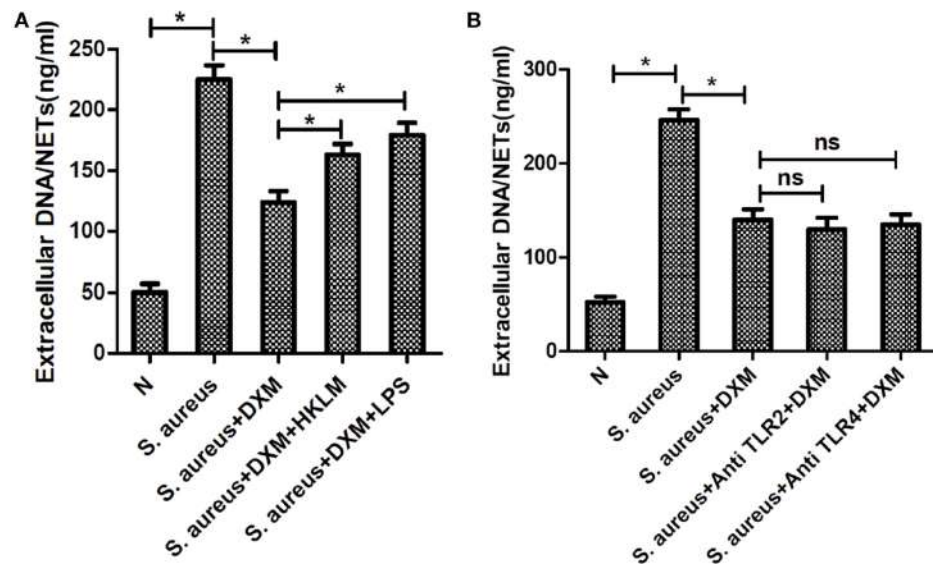 A
Extracellular DNA/NETs(ng/ml)
250
200
150
100
50
0
*
*
*
*
N
S. aureus
S. aureus+DXM
S. aureus+DXM+HKLM
S. aureus+DXM+LPS
B
Extracellular DNA/NETs(ng/ml)
300
200
100
0
*
*
ns
ns
N
S. aureus
S. aureus+DXM
S. aureus+Anti TLR2+DXM
S. aureus+Anti TLR4+DXM